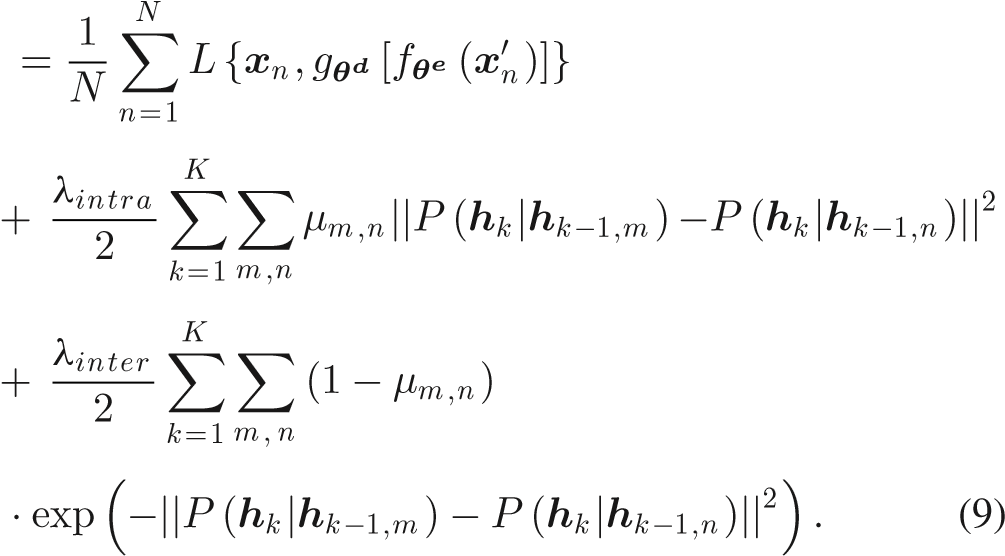 = \frac{1}{N} \sum_{n=1}^{N} L \{ \boldsymbol{x}_n, g_{\boldsymbol{\theta^d}} [ f_{\boldsymbol{\theta^e}} ( \boldsymbol{x}'_n ) ] \}
+ \frac{\lambda_{intra}}{2} \sum_{k=1}^{K} \sum_{m,n} \mu_{m,n} || P ( \boldsymbol{h}_k | \boldsymbol{h}_{k-1,m} ) - P ( \boldsymbol{h}_k | \boldsymbol{h}_{k-1,n} ) ||^2
+ \frac{\lambda_{inter}}{2} \sum_{k=1}^{K} \sum_{m,n} ( 1 - \mu_{m,n} )
\cdot \exp \left( - || P ( \boldsymbol{h}_k | \boldsymbol{h}_{k-1,m} ) - P ( \boldsymbol{h}_k | \boldsymbol{h}_{k-1,n} ) ||^2 \right) . (9)